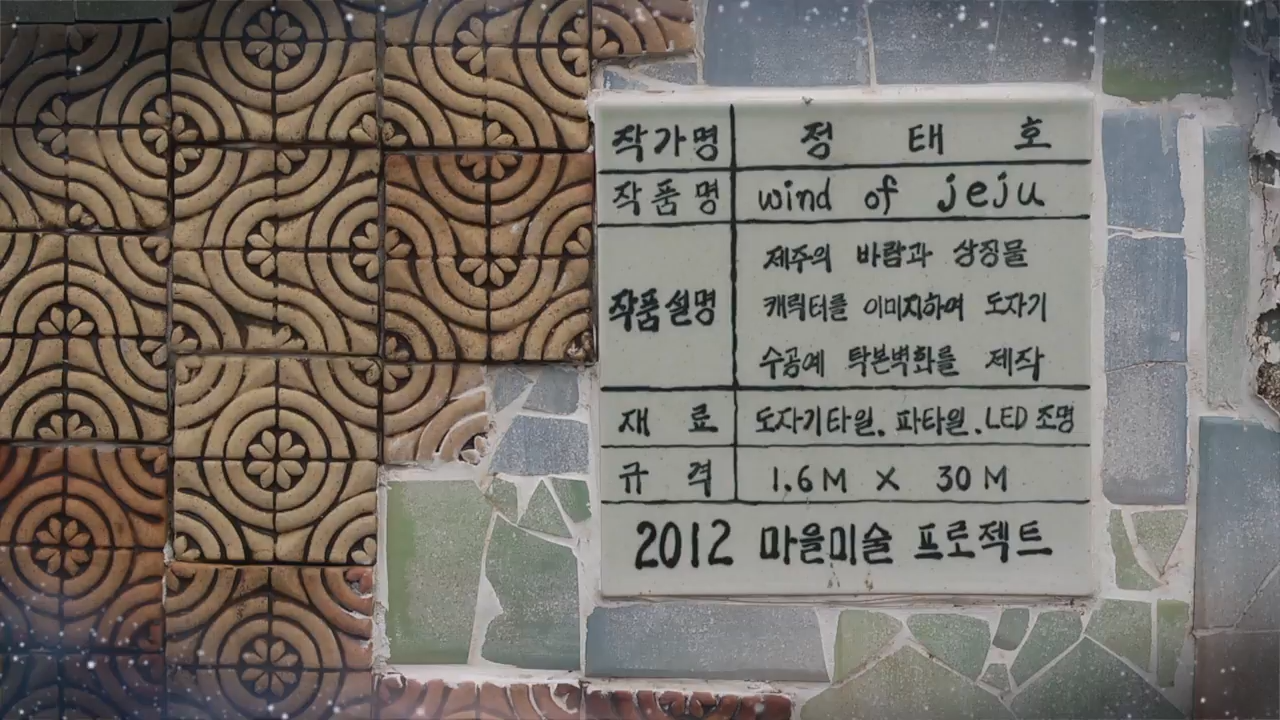 작가명 정 태 호
작품명 wind of jeju
작품설명 제주의 바람과 상징물
캐릭터를 이미지하여 도자기
수공예 탁본벽화를 제작
재 료 도자기타일. 파타일. LED 조명
규 격 1.6M X 30M
2012 마을미술 프로젝트